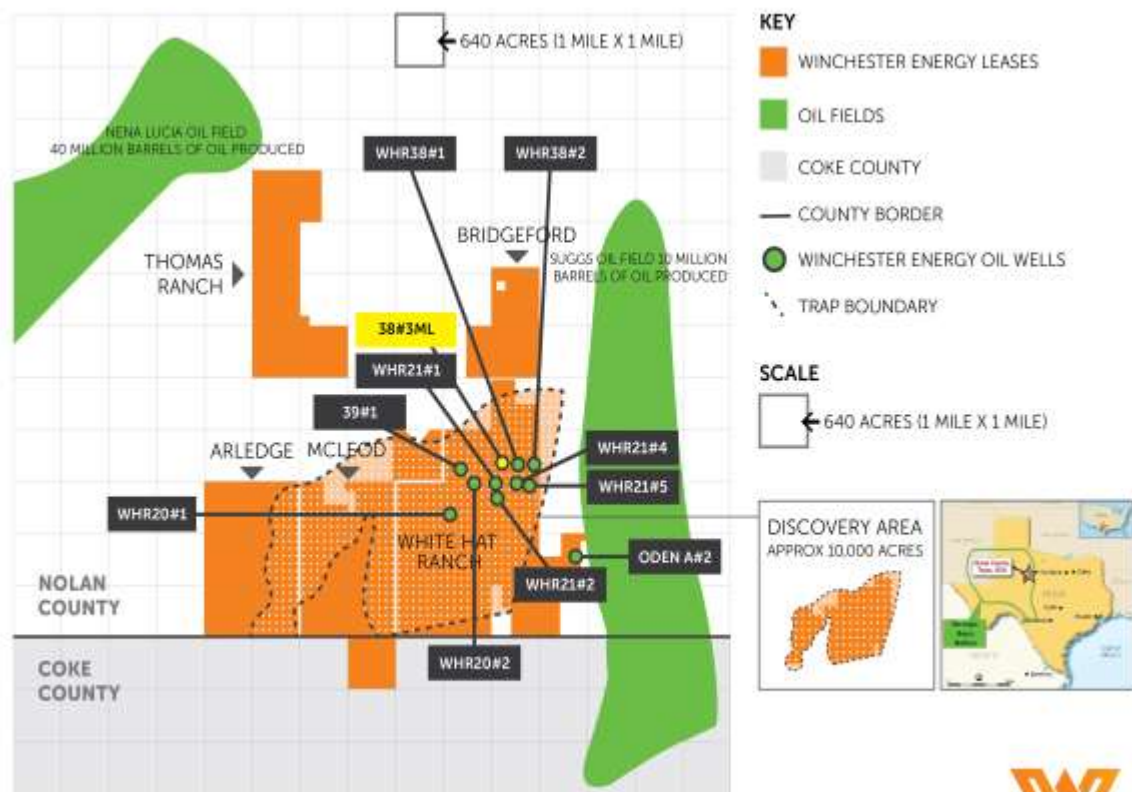 640 ACRES (1 MILE X 1 MILE)
NENA LUCIA OIL FIELD
40 MILLION BARRELS OF OIL PRODUCED
WHR38#1
WHR38#2
THOMAS
RANCH
BRIDGEFORD
SUGGS OIL FIELD 10 MILLION
BARRELS OF OIL PRODUCED
38#3ML
WHR21#1
39#1
ARLEDGE
MCLEOD
WHR21#4
WHR21#5
WHR20#1
WHITE HAT
RANCH
ODEN A#2
WHR21#2
NOLAN
COUNTY
WHR20#2
COKE
COUNTY
KEY
WINCHESTER ENERGY LEASES
OIL FIELDS
COKE COUNTY
COUNTY BORDER
WINCHESTER ENERGY OIL WELLS
TRAP BOUNDARY
SCALE
640 ACRES (1 MILE X 1 MILE)
DISCOVERY AREA
APPROX 10,000 ACRES